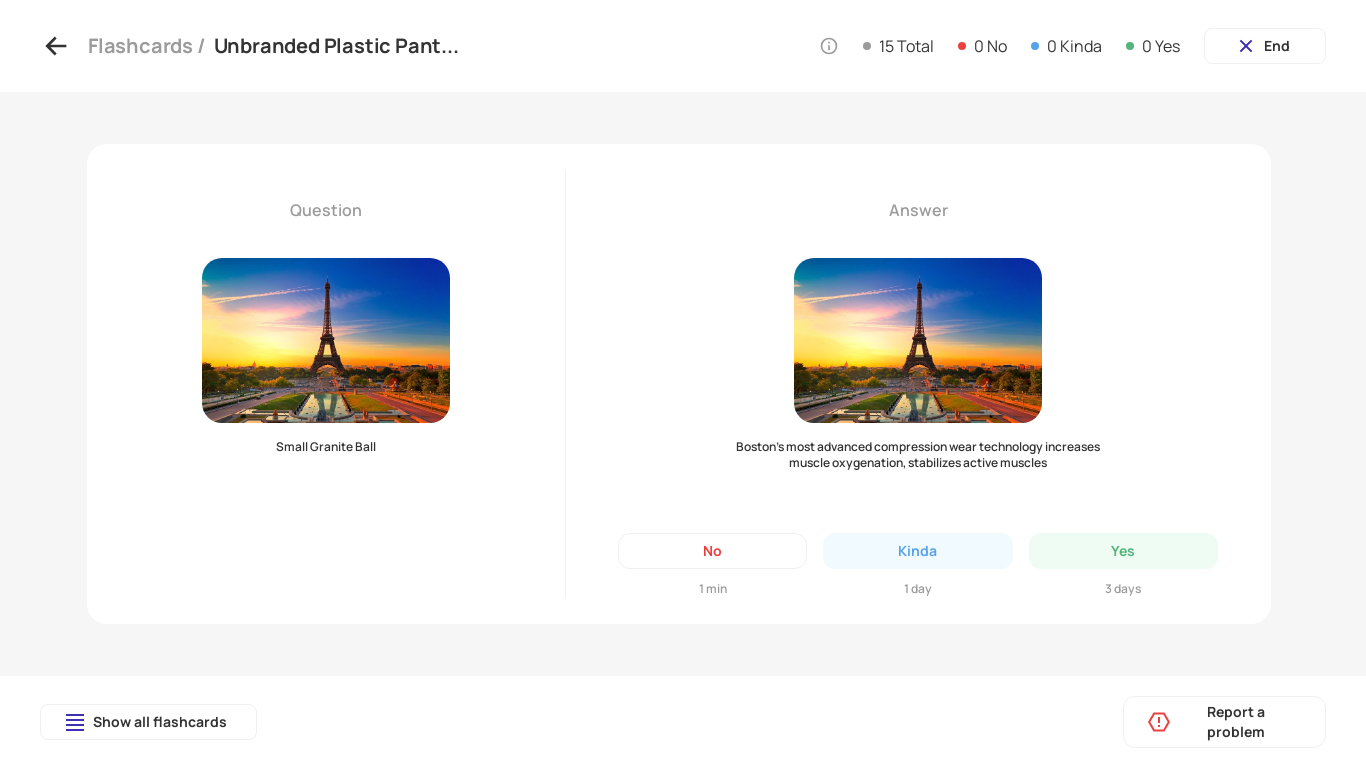 Flashcards / Unbranded Plastic Pant...
15 Total
0 No
0 Kinda
0 Yes
End
Question
Small Granite Ball
Answer
Boston's most advanced compression wear technology increases
muscle oxygenation, stabilizes active muscles
No
Kinda
Yes
1 min
1 day
3 days
Show all flashcards
Report a
problem